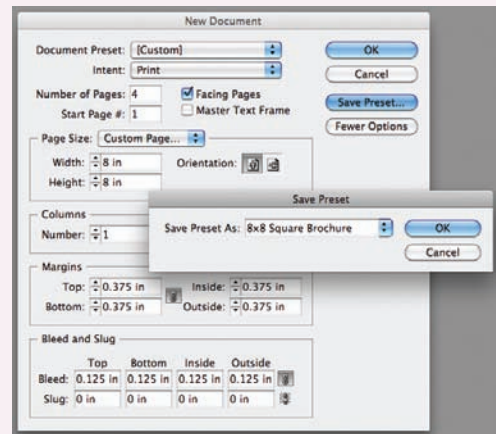 New Document
Document Preset: [Custom]
OK
Intent: Print
Cancel
Number of Pages: 4
Facing Pages
Save Preset...
Start Page #: 1
Master Text Frame
Fewer Options
Page Size: Custom Page...
Width: 8 in
Orientation:
Height: 8 in
Save Preset
Save Preset As: 8x8 Square Brochure
OK
Cancel
Columns
Number: 1
Margins
Top: 0.375 in
Inside: 0.375 in
Bottom: 0.375 in
Outside: 0.375 in
Bleed and Slug
Top Bottom Inside Outside
Bleed: 0.125 in 0.125 in 0.125 in 0.125 in
Slug: 0 in 0 in 0 in 0 in